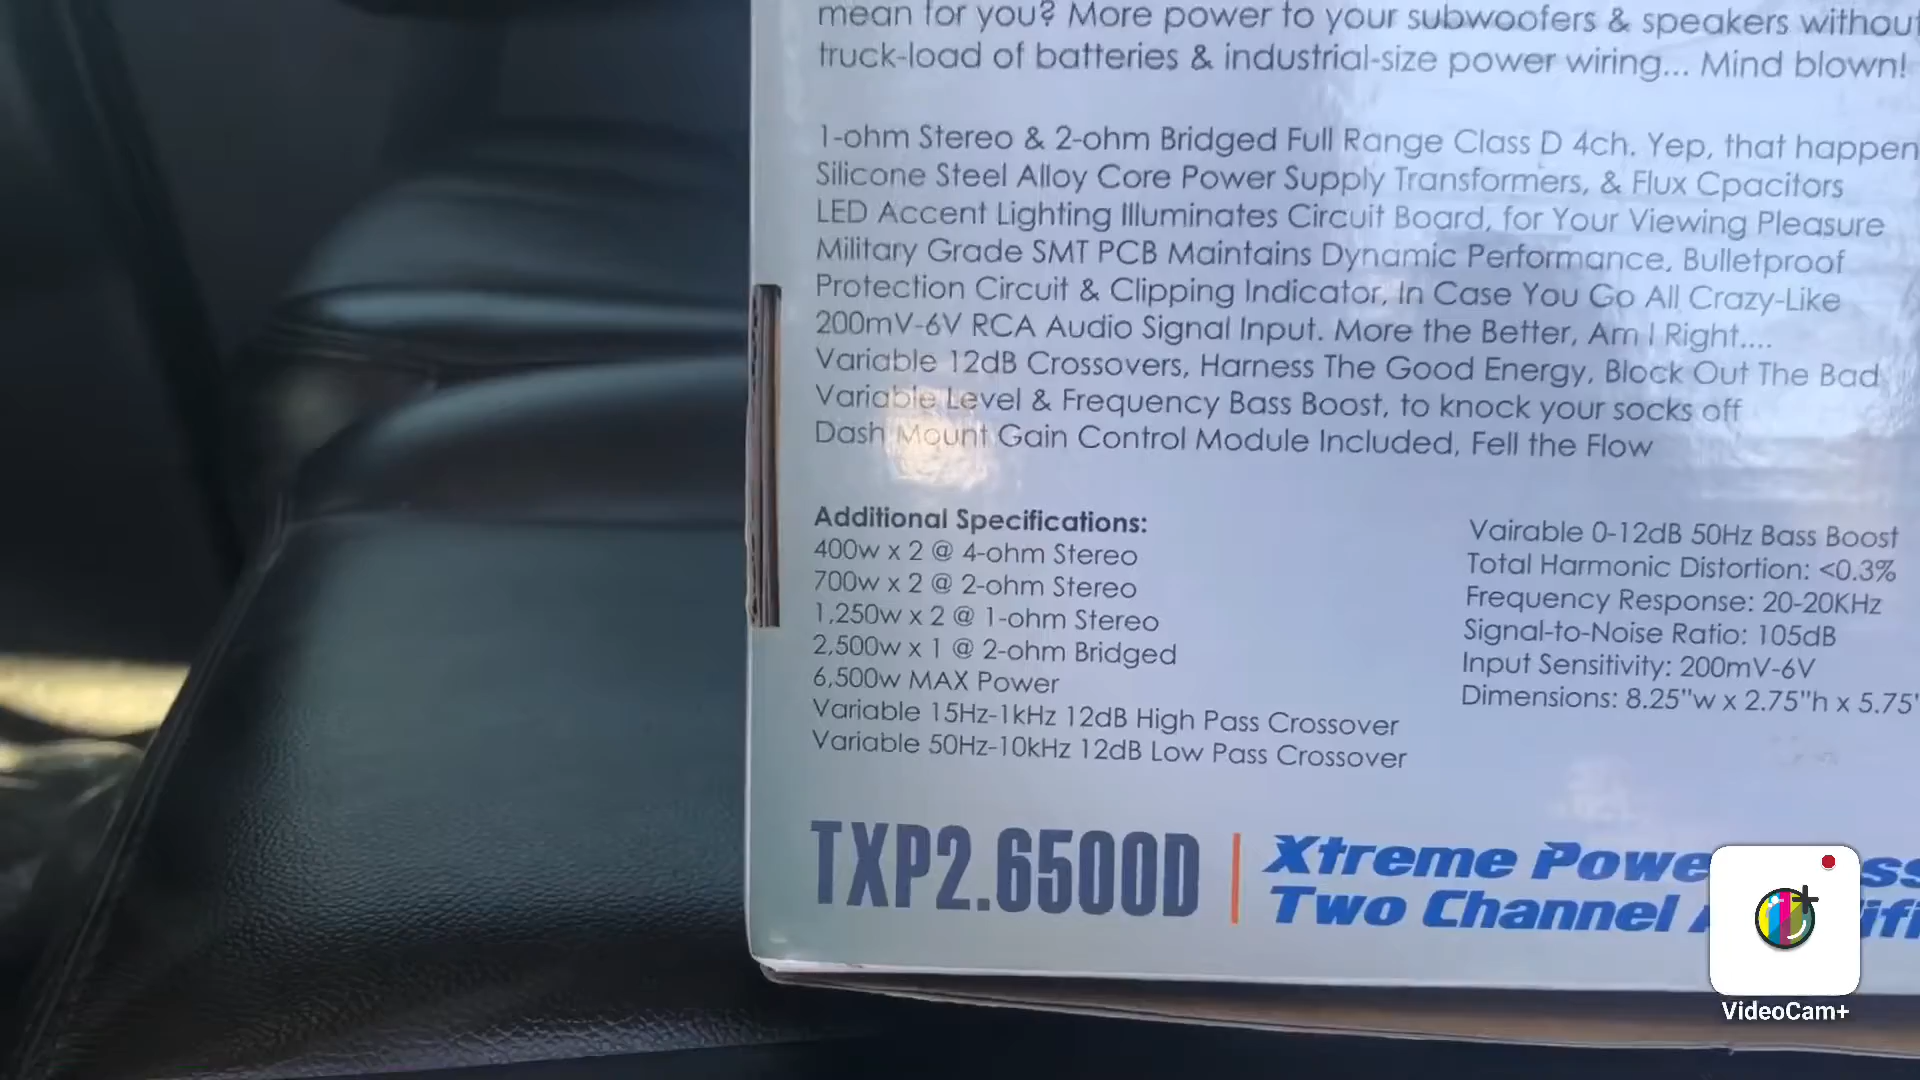 mean for you? More power to your subwoofers & speakers without
truck-load of batteries & industrial-size power wiring... Mind blown!
1-ohm Stereo & 2-ohm Bridged Full Range Class D 4ch. Yep, that happen
Silicone Steel Alloy Core Power Supply Transformers, & Flux Cpacitors
LED Accent Lighting Illuminates Circuit Board, for Your Viewing Pleasure
Military Grade SMT PCB Maintains Dynamic Performance, Bulletproof
Protection Circuit & Clipping Indicator, In Case You Go All Crazy-Like
200mV-6V RCA Audio Signal Input. More the Better, Am I Right....
Variable 12dB Crossovers, Harness The Good Energy, Block Out The Bad
Variable Level & Frequency Bass Boost, to knock your socks off
Dash Mount Gain Control Module Included, Fell the Flow
Additional Specifications:
400w x 2 @ 4-ohm Stereo
700w x 2 @ 2-ohm Stereo
1,250w x 2 @ 1-ohm Stereo
2,500w x 1 @ 2-ohm Bridged
6,500w MAX Power
Variable 15Hz-1kHz 12dB High Pass Crossover
Variable 50Hz-10kHz 12dB Low Pass Crossover
Vairable 0-12dB 50Hz Bass Boost
Total Harmonic Distortion: <0.3%
Frequency Response: 20-20KHz
Signal-to-Noise Ratio: 105dB
Input Sensitivity: 200mV-6V
Dimensions: 8.25"w x 2.75"h x 5.75"
TXP2.6500D
Xtreme Powe
Two Channel
VideoCam+